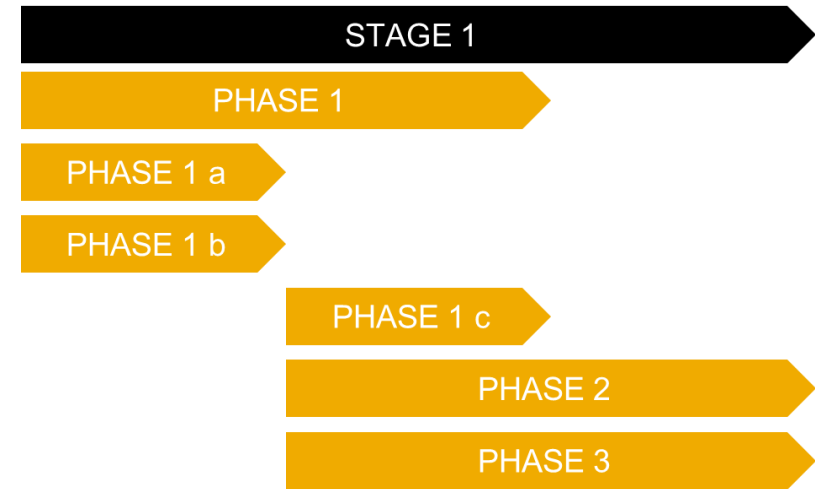 STAGE 1
PHASE 1
PHASE 1 a
PHASE 1 b
PHASE 1 c
PHASE 2
PHASE 3